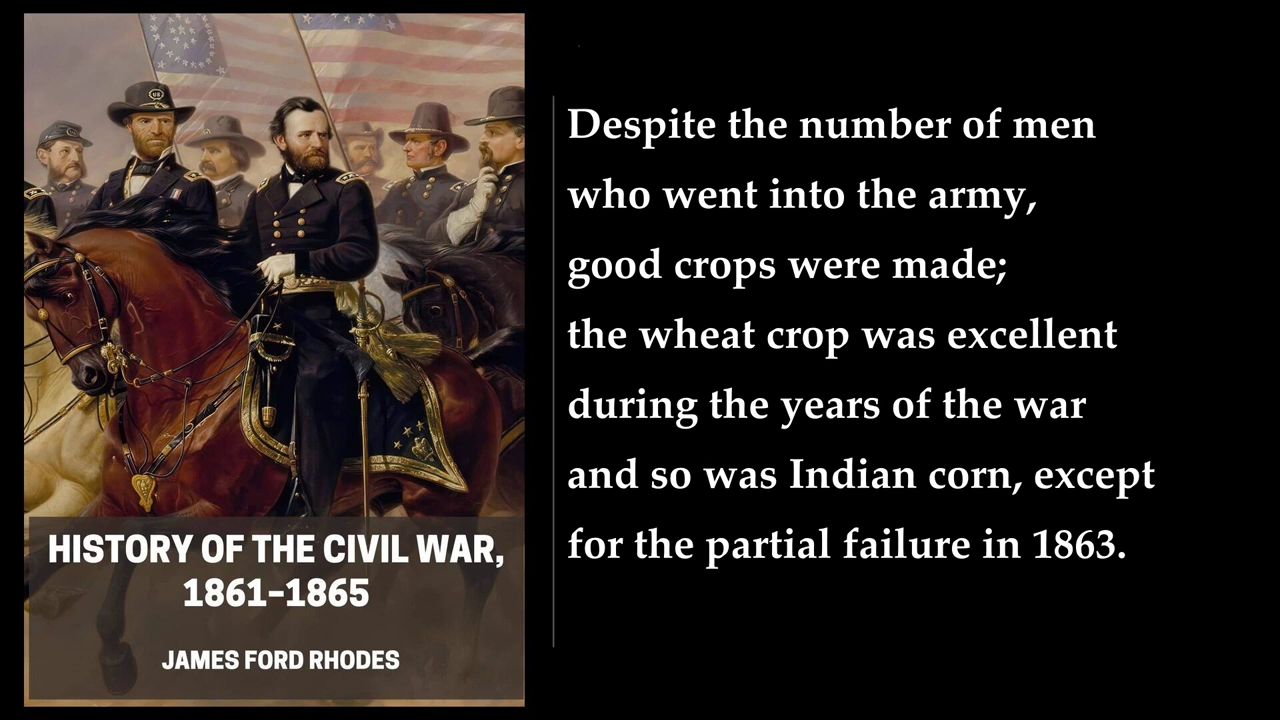 HISTORY OF THE CIVIL WAR,
1861–1865
JAMES FORD RHODES
Despite the number of men
who went into the army,
good crops were made;
the wheat crop was excellent
during the years of the war
and so was Indian corn, except
for the partial failure in 1863.